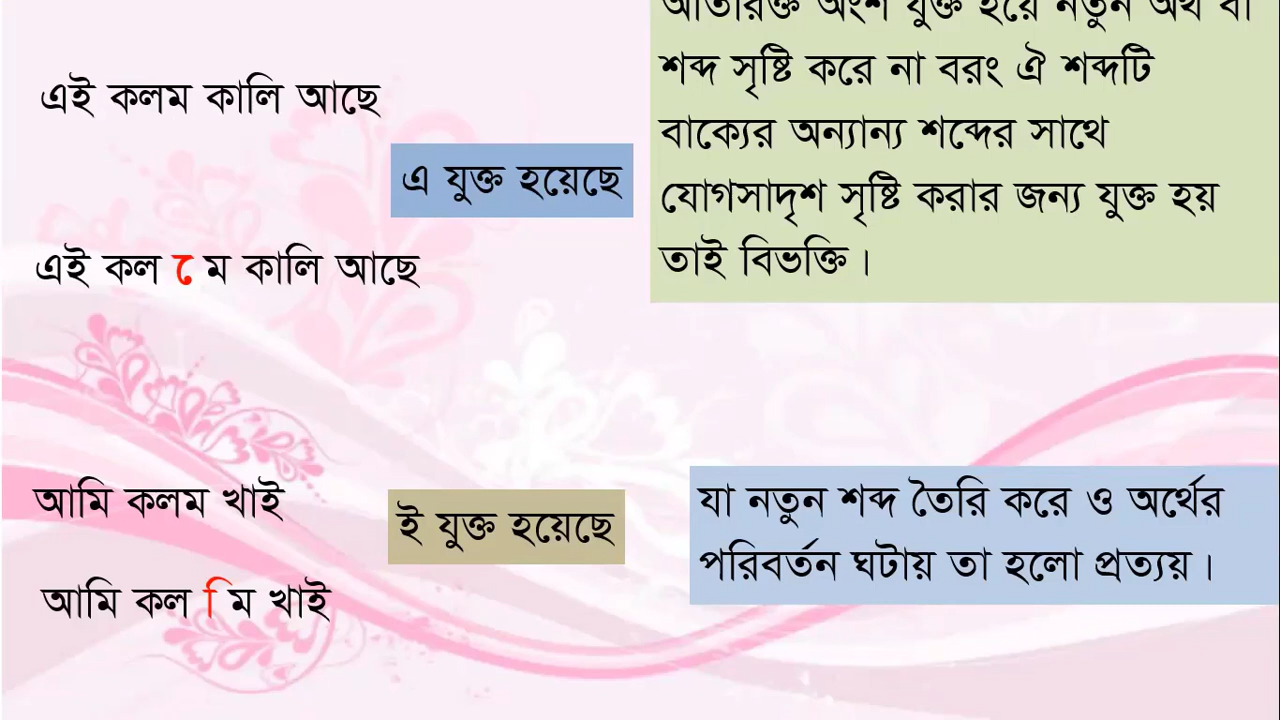 অতিরিক্ত অংশ যুক্ত হয়ে নতুন অর্থ বা
শব্দ সৃষ্টি করে না বরং ঐ শব্দটি
বাক্যের অন্যান্য শব্দের সাথে
যোগসাদৃশ সৃষ্টি করার জন্য যুক্ত হয়
তাই বিভক্তি।
এই কলম কালি আছে
এ যুক্ত হয়েছে
এই কল ে ম কালি আছে
আমি কলম খাই
ই যুক্ত হয়েছে
আমি কল ি ম খাই
যা নতুন শব্দ তৈরি করে ও অর্থের
পরিবর্তন ঘটায় তা হলো প্রত্যয়।